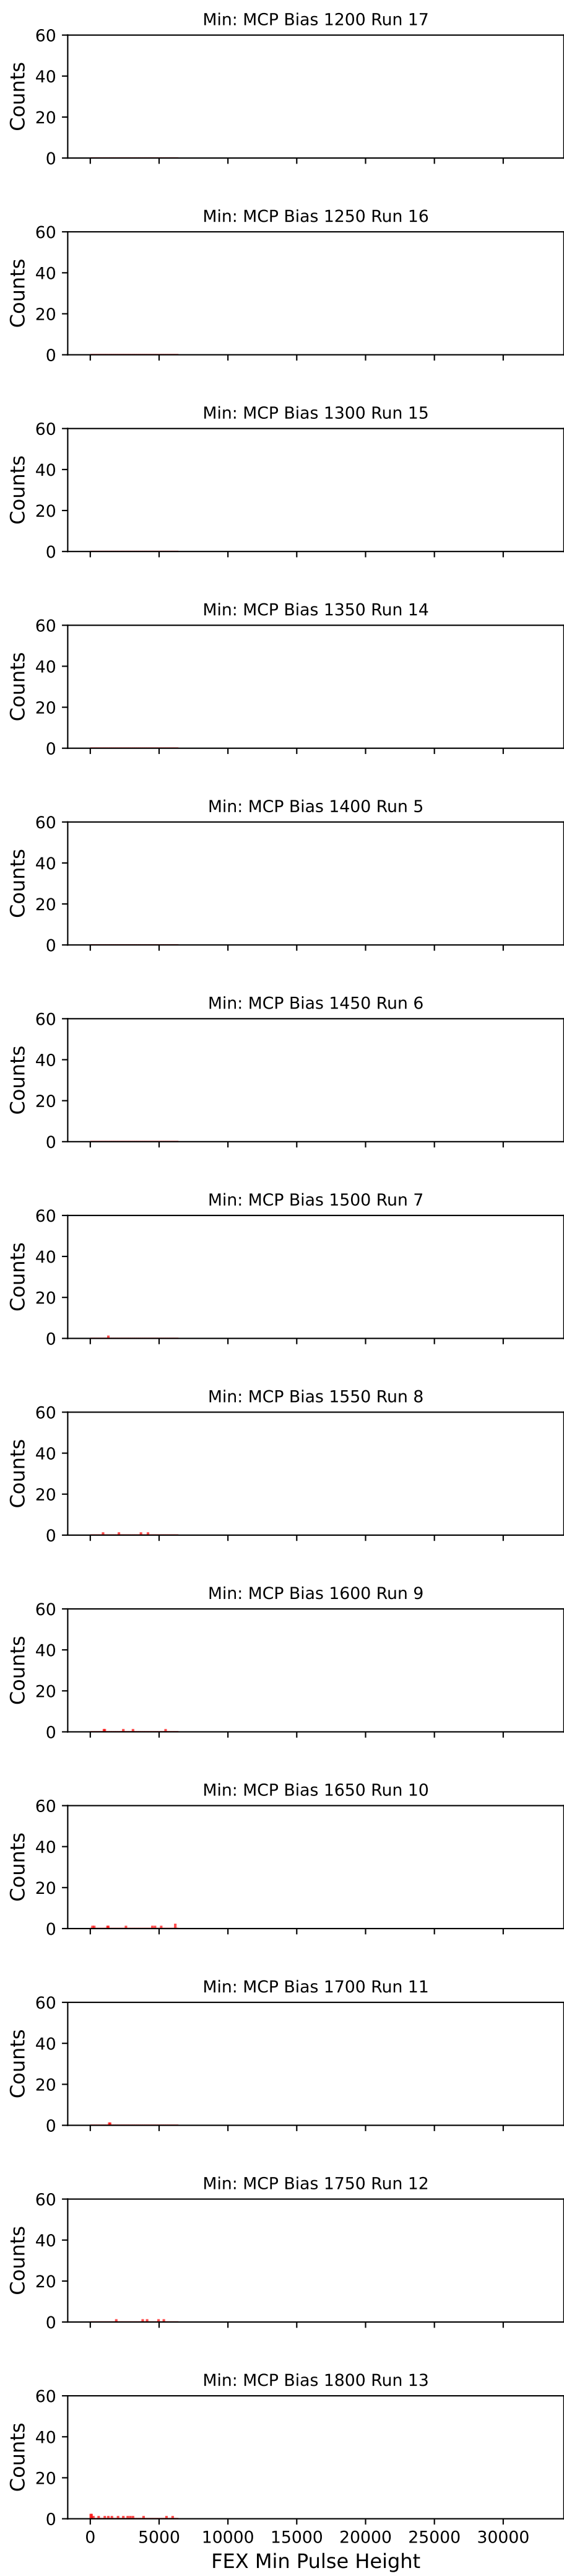 Min: MCP Bias 1200 Run 17
60
40
20
0
Counts
Min: MCP Bias 1250 Run 16
60
40
20
0
Counts
Min: MCP Bias 1300 Run 15
60
40
20
0
Counts
Min: MCP Bias 1350 Run 14
60
40
20
0
Counts
Min: MCP Bias 1400 Run 5
60
40
20
0
Counts
Min: MCP Bias 1450 Run 6
60
40
20
0
Counts
Min: MCP Bias 1500 Run 7
60
40
20
0
Counts
Min: MCP Bias 1550 Run 8
60
40
20
0
Counts
Min: MCP Bias 1600 Run 9
60
40
20
0
Counts
Min: MCP Bias 1650 Run 10
60
40
20
0
Counts
Min: MCP Bias 1700 Run 11
60
40
20
0
Counts
Min: MCP Bias 1750 Run 12
60
40
20
0
Counts
Min: MCP Bias 1800 Run 13
60
40
20
0
Counts
0 5000 10000 15000 20000 25000 30000
FEX Min Pulse Height